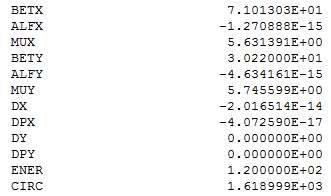 BETX 7.101303E+01
ALFX -1.270888E-15
MUX 5.631391E+00
BETY 3.022000E+01
ALFY -4.634161E-15
MUY 5.745599E+00
DX -2.016514E-14
DPX -4.072590E-17
DY 0.000000E+00
DPY 0.000000E+00
ENER 1.200000E+02
CIRC 1.618999E+03